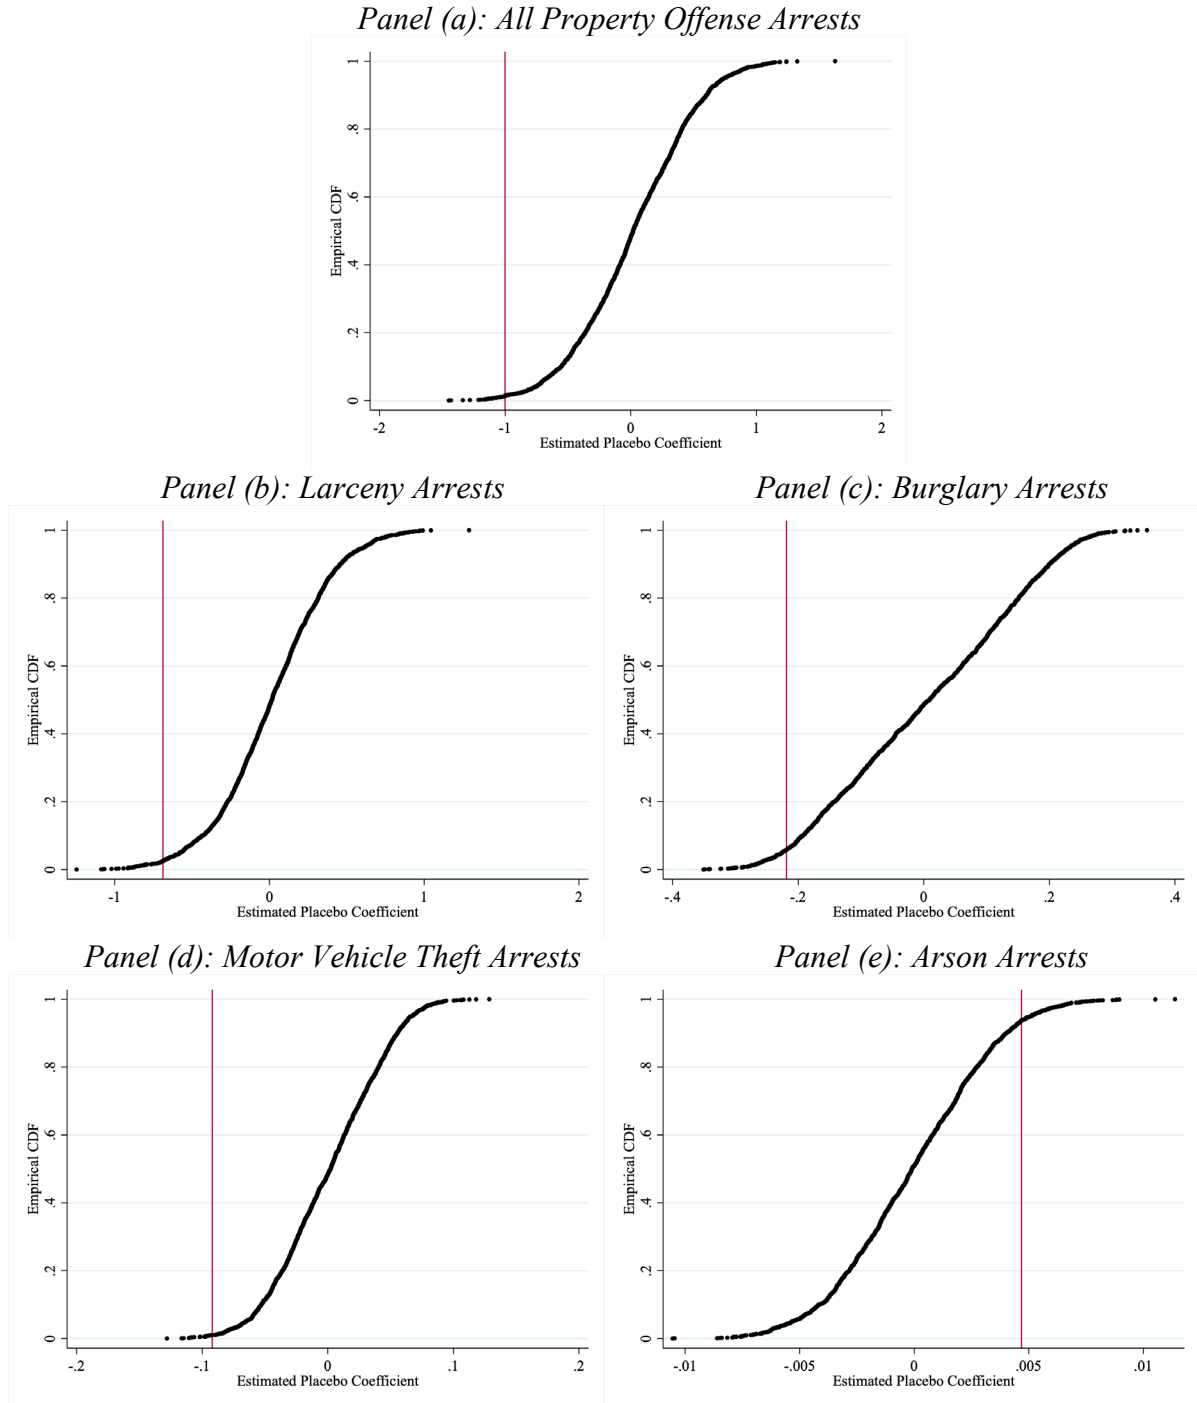 Panel (a): All Property Offense Arrests
Empirical CDF
0 .2 .4 .6 .8 1
-2 -1 0 1 2
Estimated Placebo Coefficient
Panel (b): Larceny Arrests
Empirical CDF
0 .2 .4 .6 .8 1
-1 0 1 2
Estimated Placebo Coefficient
Panel (c): Burglary Arrests
Empirical CDF
0 .2 .4 .6 .8 1
-.4 -.2 0 .2 .4
Estimated Placebo Coefficient
Panel (d): Motor Vehicle Theft Arrests
Empirical CDF
0 .2 .4 .6 .8 1
-.2 -.1 0 .1 .2
Estimated Placebo Coefficient
Panel (e): Arson Arrests
Empirical CDF
0 .2 .4 .6 .8 1
-.01 -.005 0 .005 .01
Estimated Placebo Coefficient